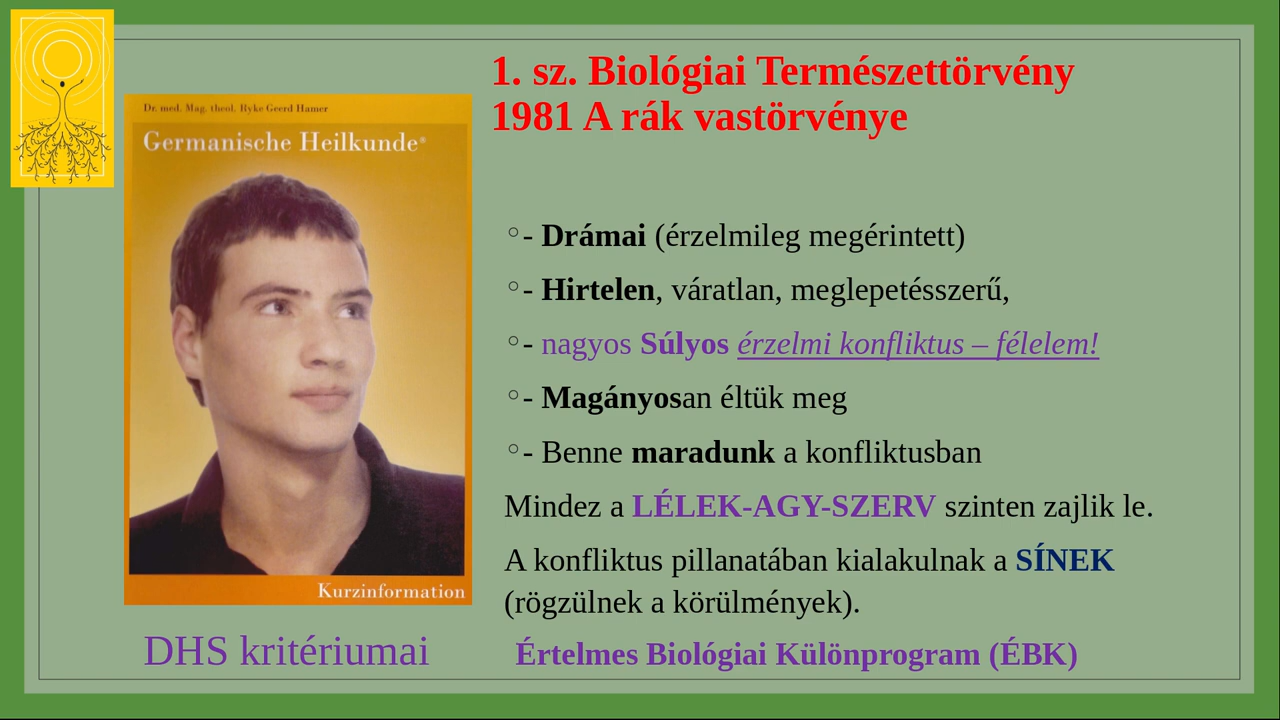 1. sz. Biológiai Természettörvény
1981 A rák vastörvénye
Dr. med. Mag. theol. Ryke Geerd Hamer
Germanische Heilkunde®
Kurzinformation
DHS kritériumai
- Drámai (érzelmileg megérintett)
- Hirtelen, váratlan, meglepetésszerű,
- nagyos Súlyos érzelmi konfliktus – félelem!
- Magányosan éltük meg
- Benne maradunk a konfliktusban
Mindez a LÉLEK-AGY-SZERV szinten zajlik le.
A konfliktus pillanatában kialakulnak a SÍNEK
(rögzülnek a körülmények).
Értelmes Biológiai Különprogram (ÉBK)